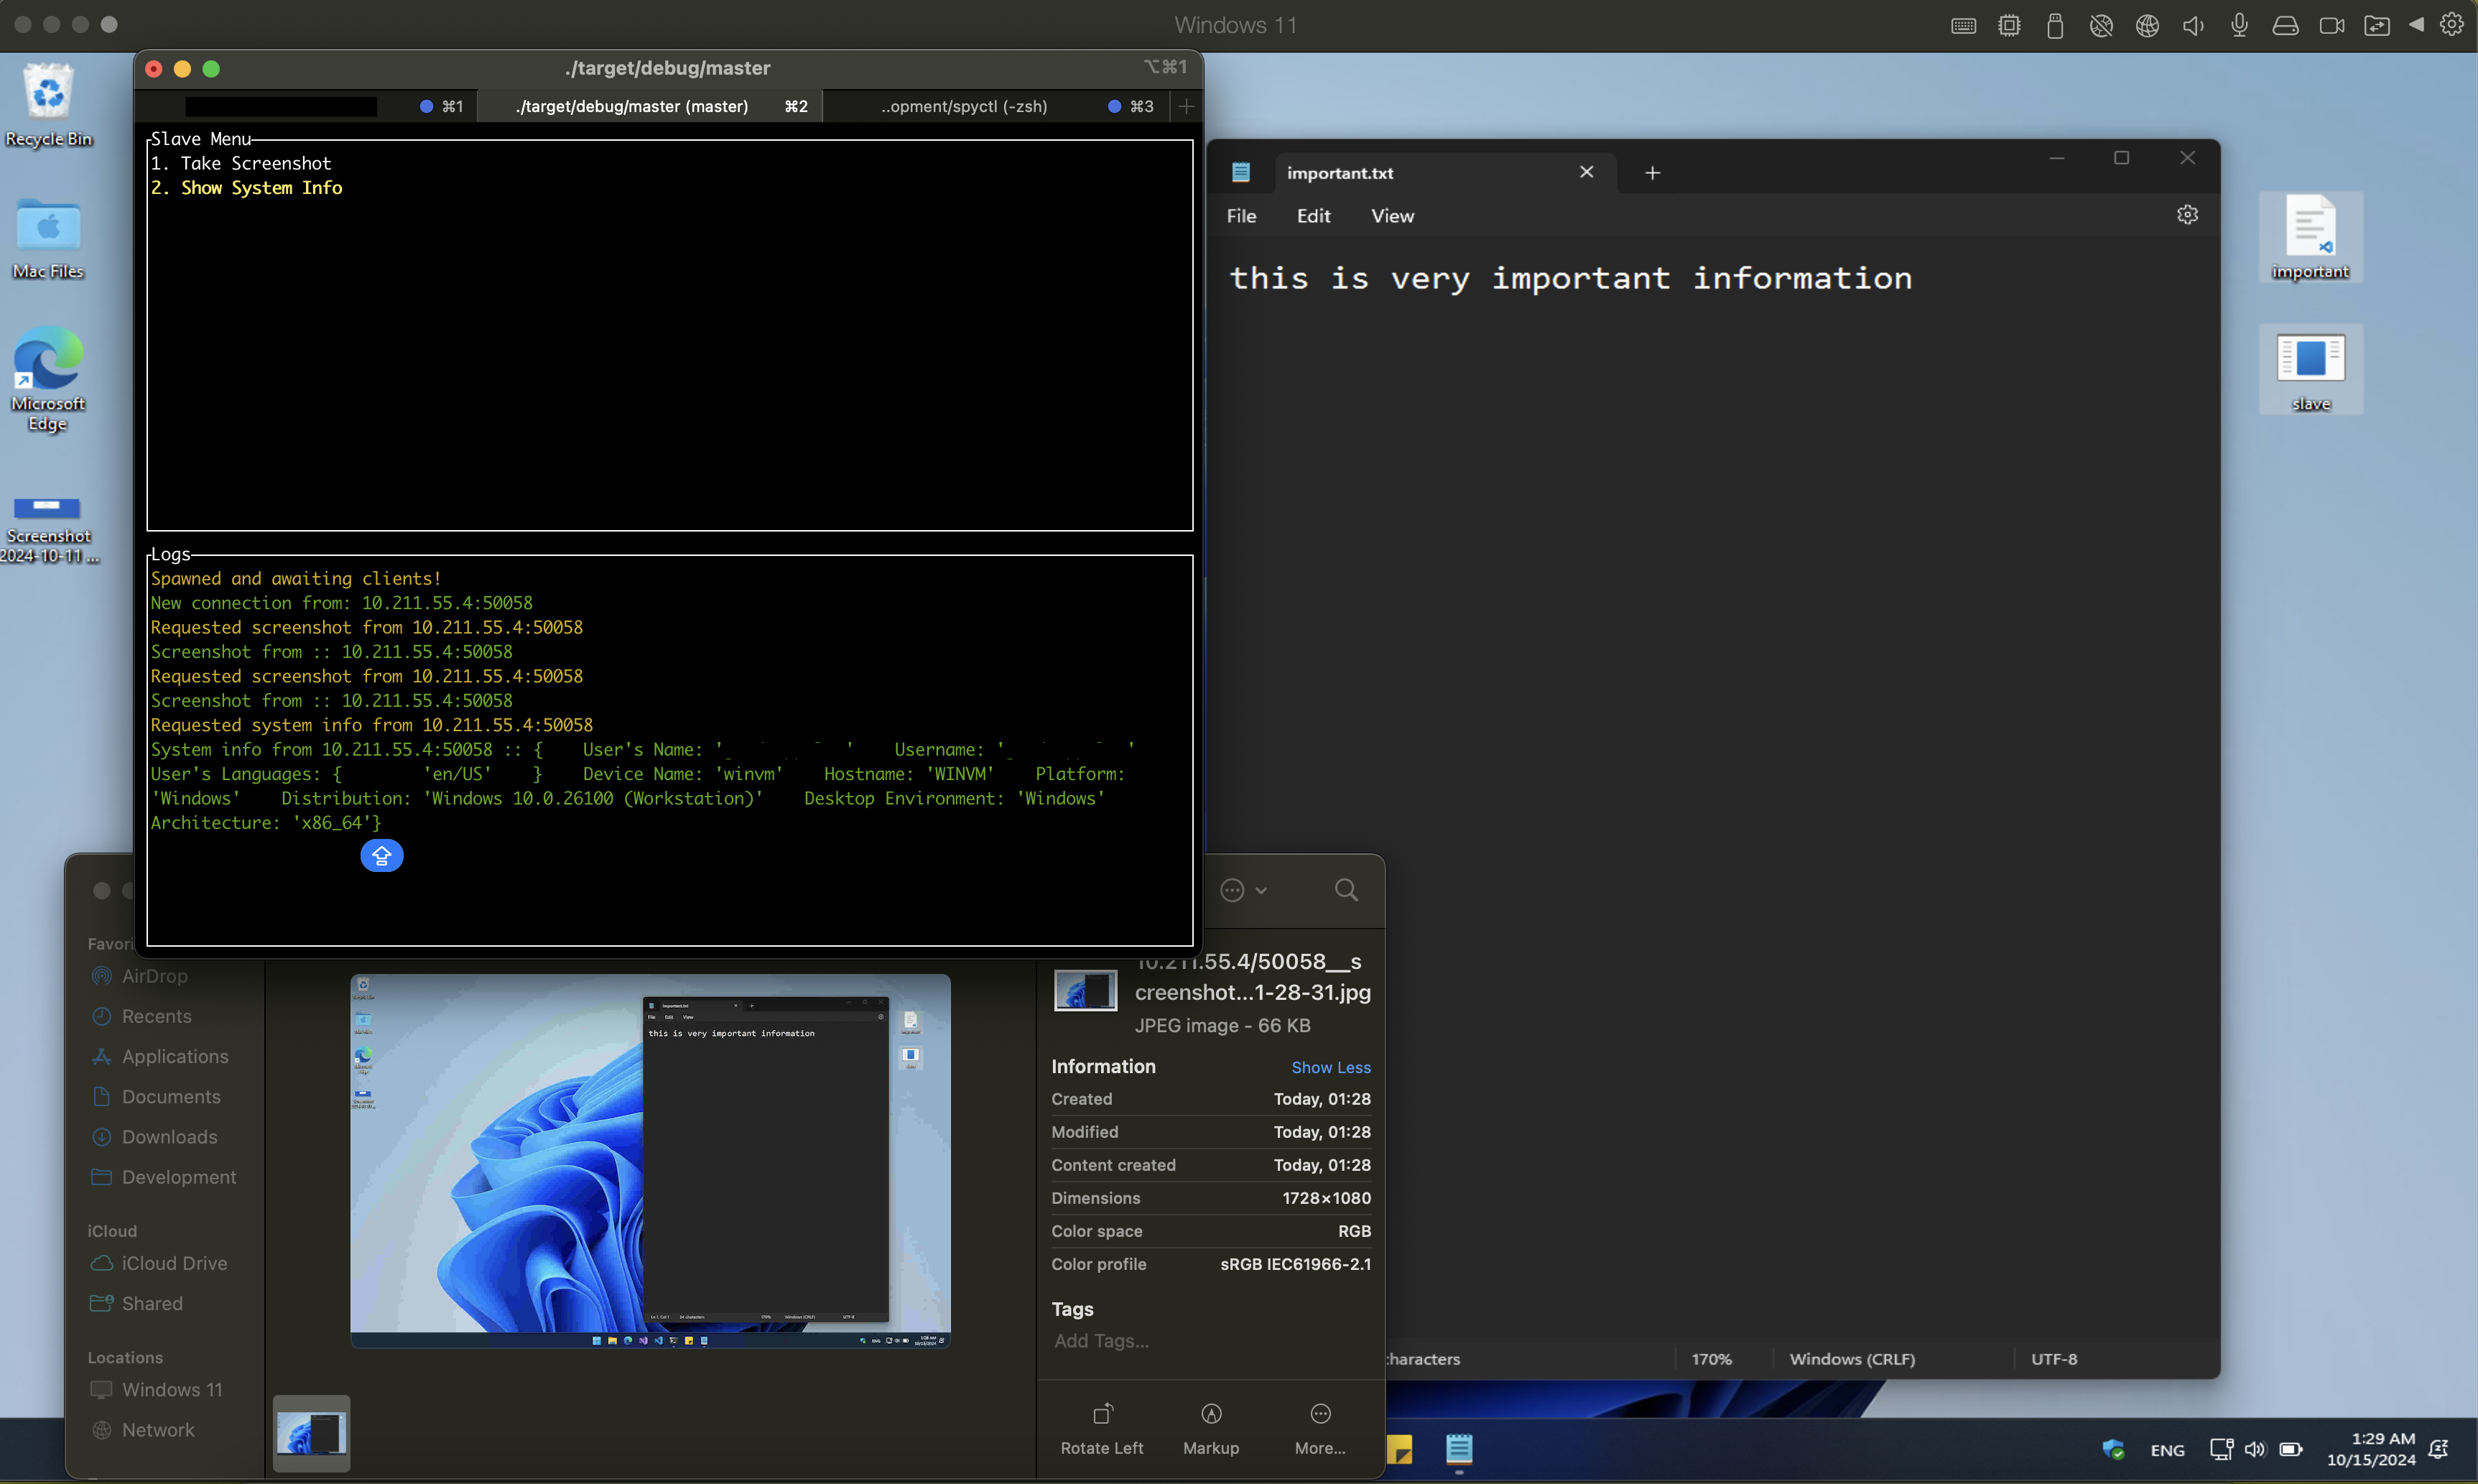 Windows 11
Recycle Bin
Mac Files
Microsoft
Edge
Screenshot
2024-10-11 ...
./target/debug/master
⌥⌘1
⌘1
./target/debug/master (master) ⌘2
..opment/spyctl (-zsh) ⌘3
Slave Menu
1. Take Screenshot
2. Show System Info
Logs
Spawned and awaiting clients!
New connection from: 10.211.55.4:50058
Requested screenshot from 10.211.55.4:50058
Screenshot from :: 10.211.55.4:50058
Requested screenshot from 10.211.55.4:50058
Screenshot from :: 10.211.55.4:50058
Requested system info from 10.211.55.4:50058
System info from 10.211.55.4:50058 :: { User's Name: ' ' Username: ' '
User's Languages: { 'en/US' } Device Name: 'winvm' Hostname: 'WINVM' Platform:
'Windows' Distribution: 'Windows 10.0.26100 (Workstation)' Desktop Environment: 'Windows'
Architecture: 'x86_64'}
important.txt
File Edit View
this is very important information
important
slave
Favori
AirDrop
Recents
Applications
Documents
Downloads
Development
iCloud
iCloud Drive
Shared
Locations
Windows 11
Network
important.txt
File Edit View
this is very important information
10.211.55.4/50058__s
creenshot...1-28-31.jpg
JPEG image - 66 KB
Information Show Less
Created Today, 01:28
Modified Today, 01:28
Content created Today, 01:28
Dimensions 1728×1080
Color space RGB
Color profile sRGB IEC61966-2.1
Tags
Add Tags...
Rotate Left Markup More...
characters 170% Windows (CRLF) UTF-8
ENG
1:29 AM
10/15/2024